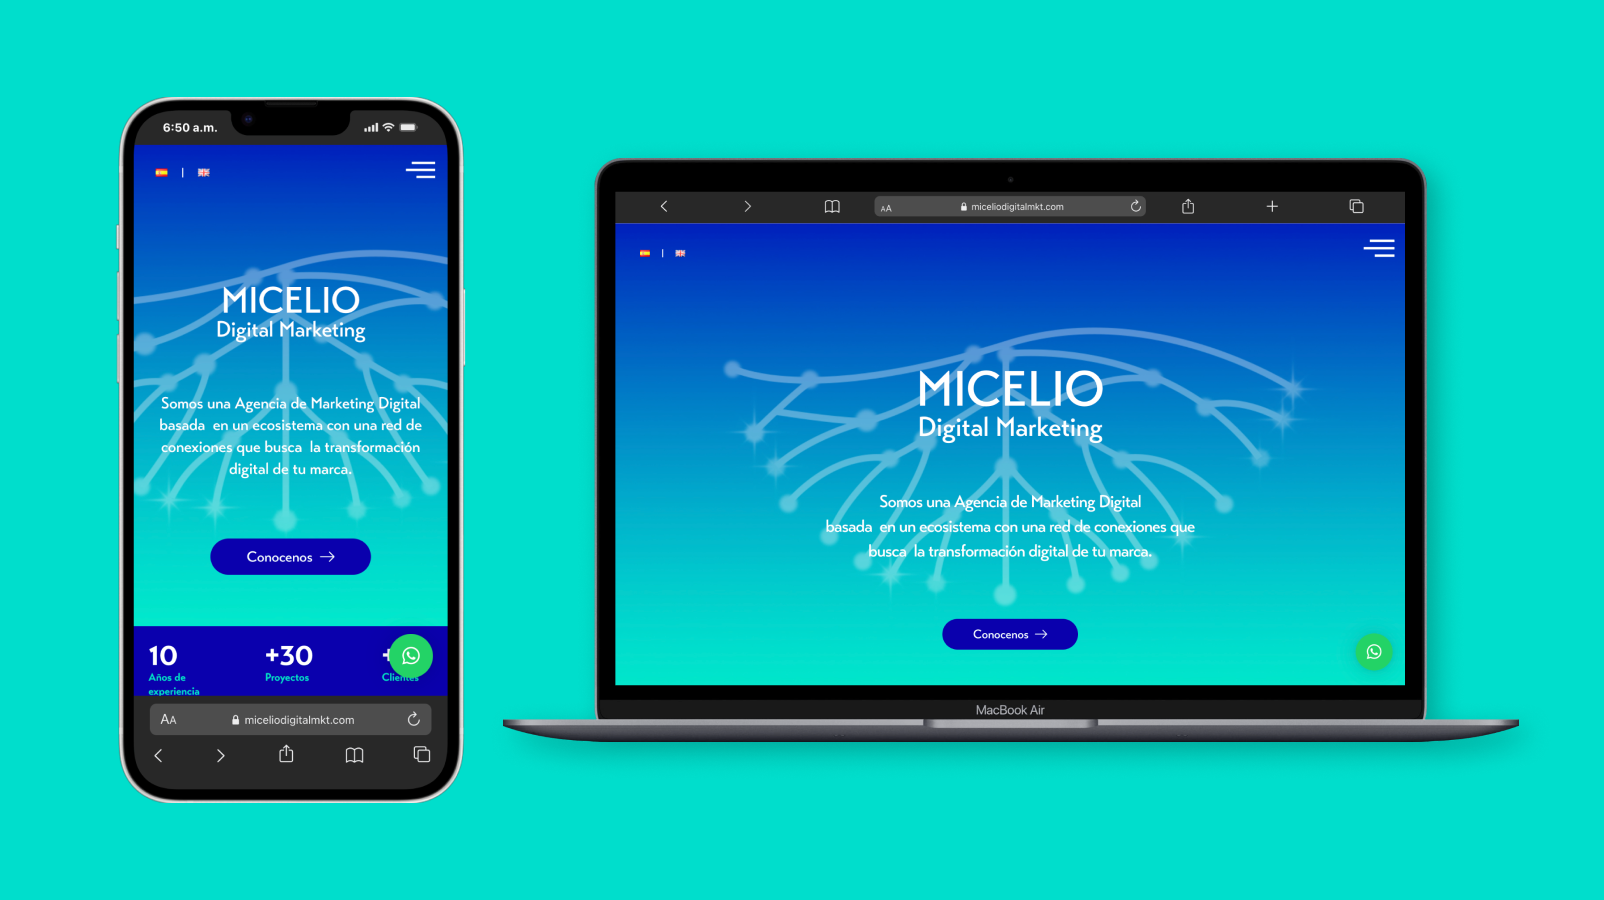 6:50 a.m.
|
MICELIO
Digital Marketing
Somos una Agencia de Marketing Digital
basada en un ecosistema con una red de
conexiones que busca la transformación
digital de tu marca.
Conocenos →
10
Años de
experiencia
+30
Proyectos
+
Clientes
AA
miceliodigitalmkt.com
AA
miceliodigitalmkt.com
|
MICELIO
Digital Marketing
Somos una Agencia de Marketing Digital
basada en un ecosistema con una red de conexiones que
busca la transformación digital de tu marca.
Conocenos →
MacBook Air